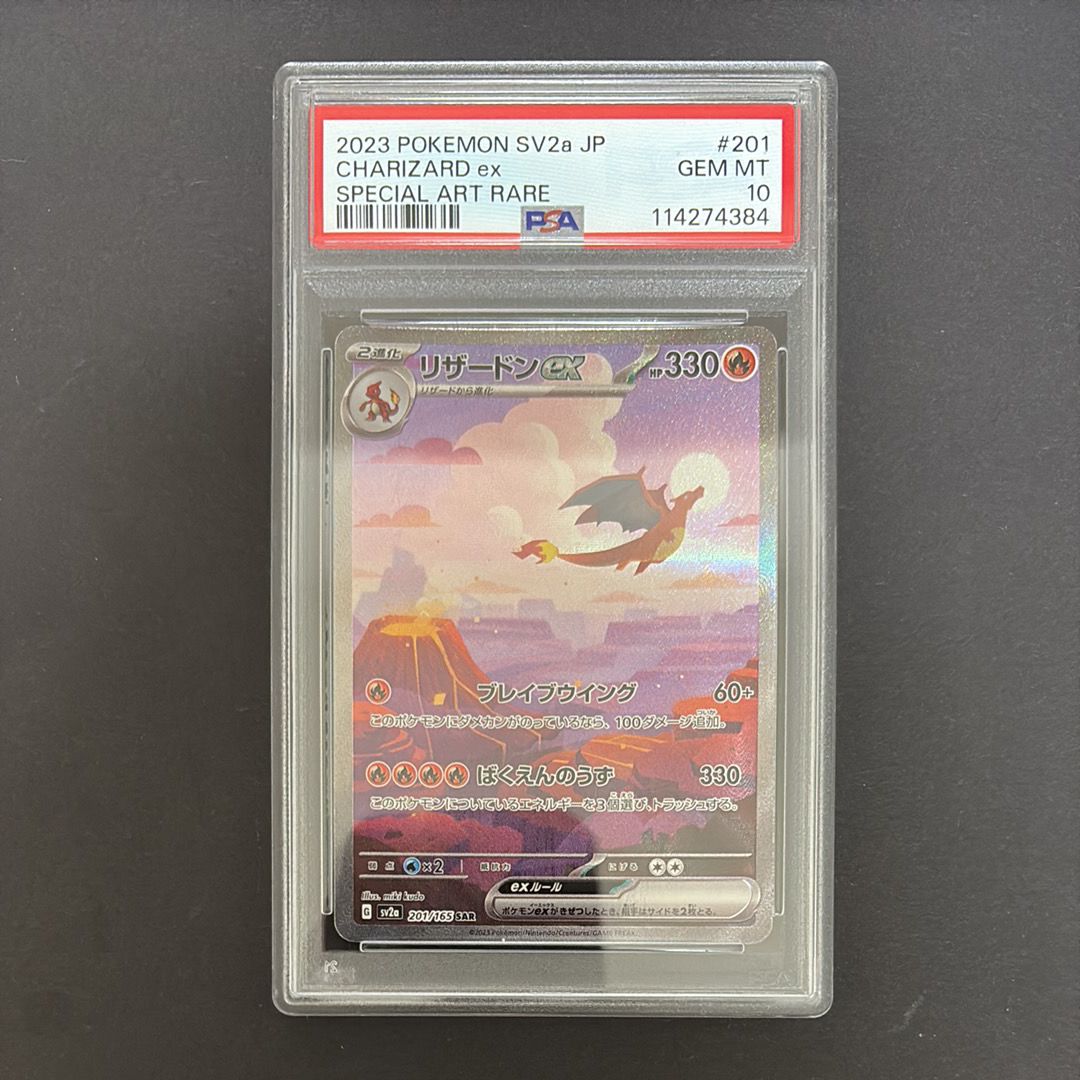 2023 POKEMON SV2a JP #201
CHARIZARD ex GEM MT
SPECIAL ART RARE 10
PSA 114274384
2進化 リザードンex HP330
リザードから進化
ブレイブウイング 60+
このポケモンにダメカンがのっているなら、100ダメージ追加。
ついか
ばくえんのうず 330
このポケモンについているエネルギーを3個選び、トラッシュする。
弱点 ×2 抵抗力 にげる
exルール
ポケモンexがきぜつしたとき、相手はサイドを2枚とる。
Illus. miki kudo
G sv2a 201/165 SAR
©2023 Pokémon/Nintendo/Creatures/GAME FREAK.